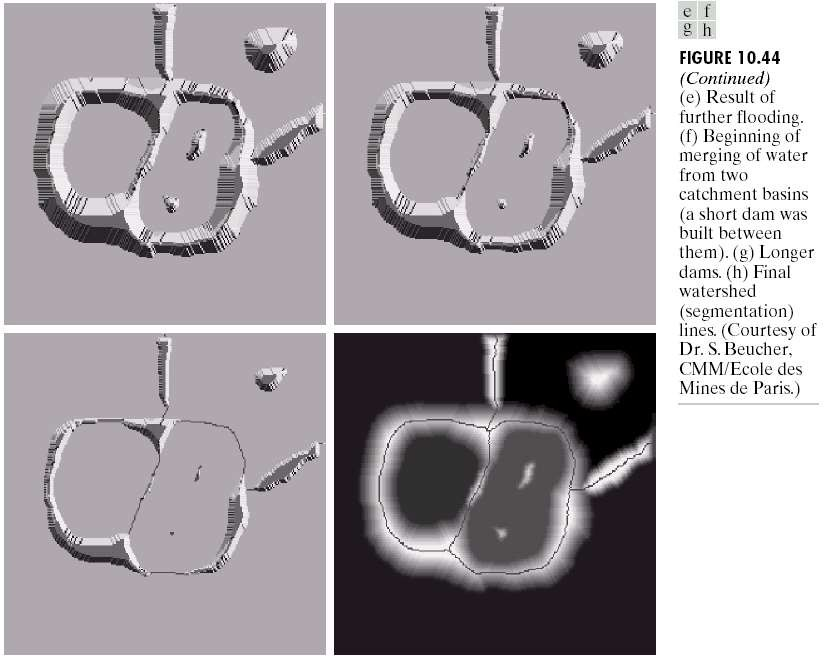 e f
g h
FIGURE 10.44
(Continued)
(e) Result of
further flooding.
(f) Beginning of
merging of water
from two
catchment basins
(a short dam was
built between
them). (g) Longer
dams. (h) Final
watershed
(segmentation)
lines. (Courtesy of
Dr. S. Beucher,
CMM/Ecole des
Mines de Paris.)